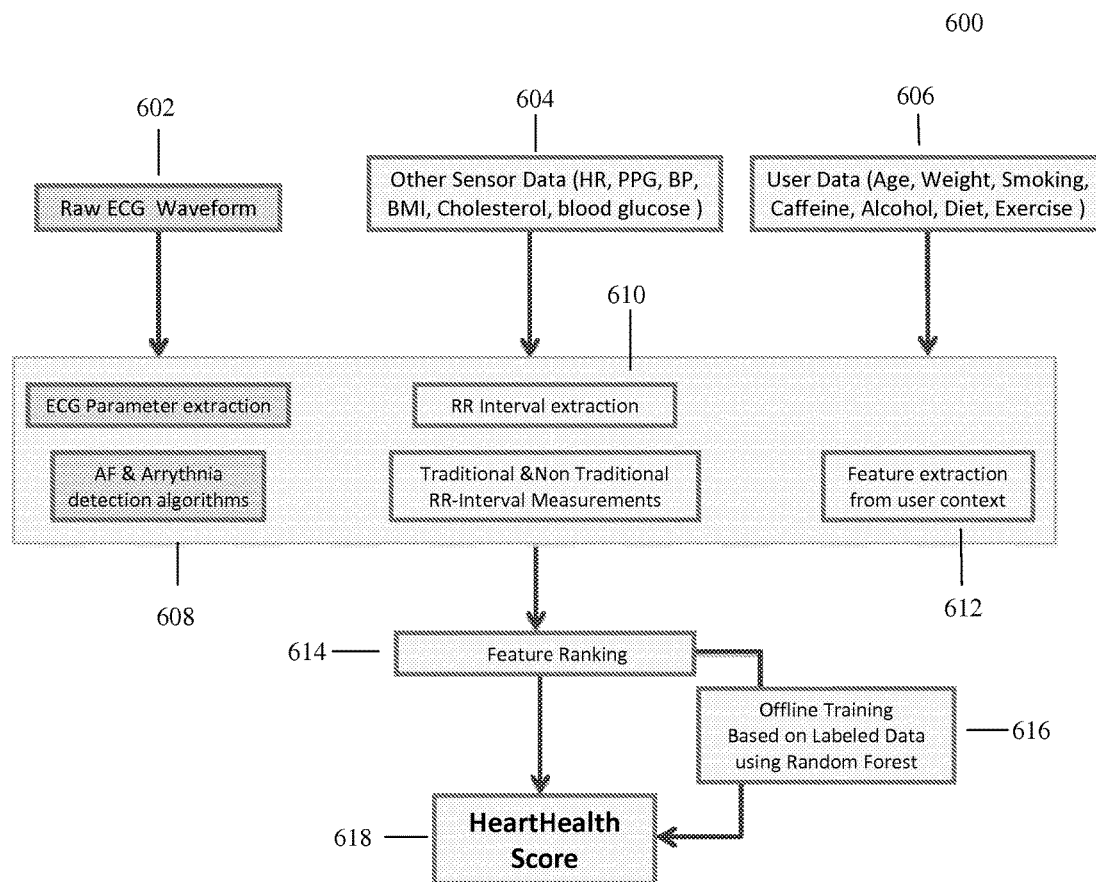 600
602
604
606
Raw ECG Waveform
Other Sensor Data (HR, PPG, BP,
BMI, Cholesterol, blood glucose )
User Data (Age, Weight, Smoking,
Caffeine, Alcohol, Diet, Exercise )
610
ECG Parameter extraction
RR Interval extraction
AF & Arrythnia
detection algorithms
Traditional &Non Traditional
RR-Interval Measurements
Feature extraction
from user context
608
612
614
Feature Ranking
Offline Training
Based on Labeled Data
using Random Forest
616
618
HeartHealth
Score